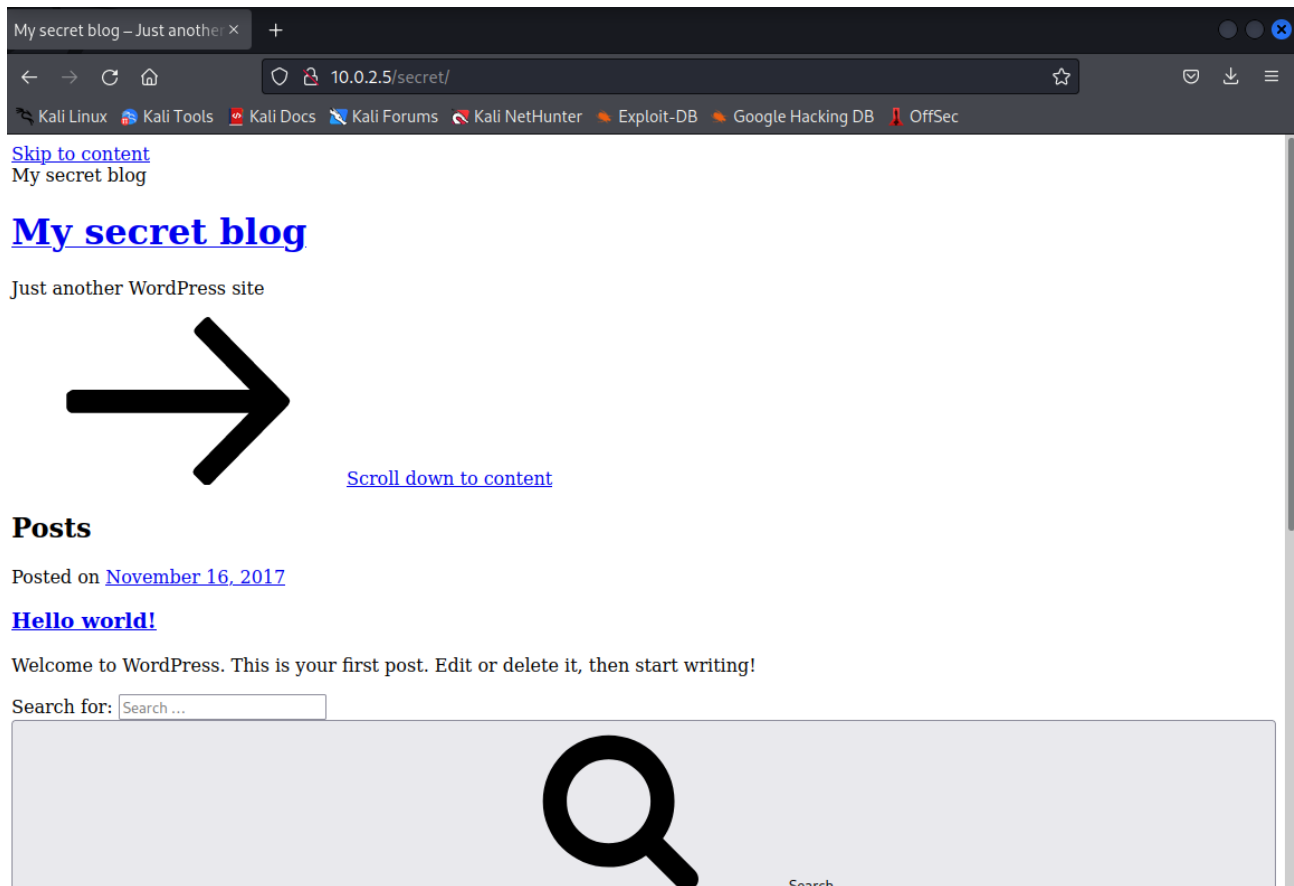 My secret blog – Just another
10.0.2.5/secret/
Kali Linux Kali Tools Kali Docs Kali Forums Kali NetHunter Exploit-DB Google Hacking DB OffSec
Skip to content
My secret blog
My secret blog
Just another WordPress site
Scroll down to content
Posts
Posted on November 16, 2017
Hello world!
Welcome to WordPress. This is your first post. Edit or delete it, then start writing!
Search for: Search ...
Search